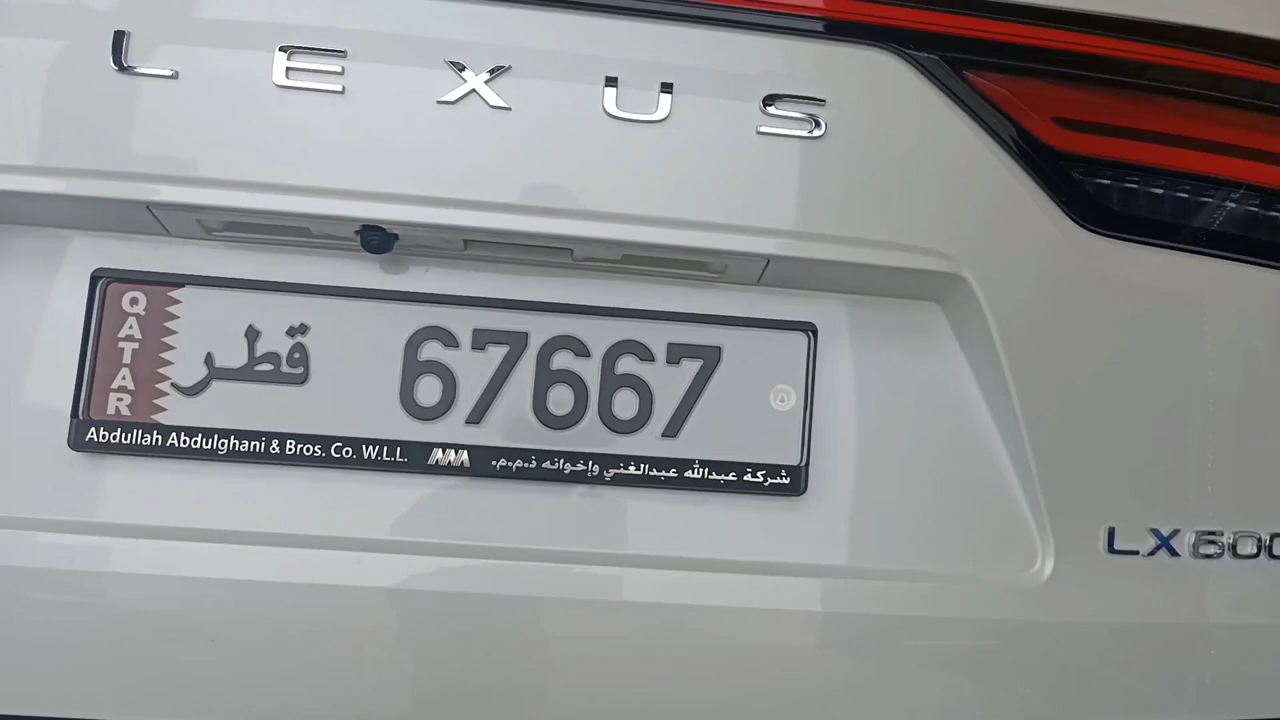 LEXUS
QATAR
قطر 67667
Abdullah Abdulghani & Bros. Co. W.L.L.
شركة عبدالله عبدالغني وإخوانه ذ.م.م.
LX600